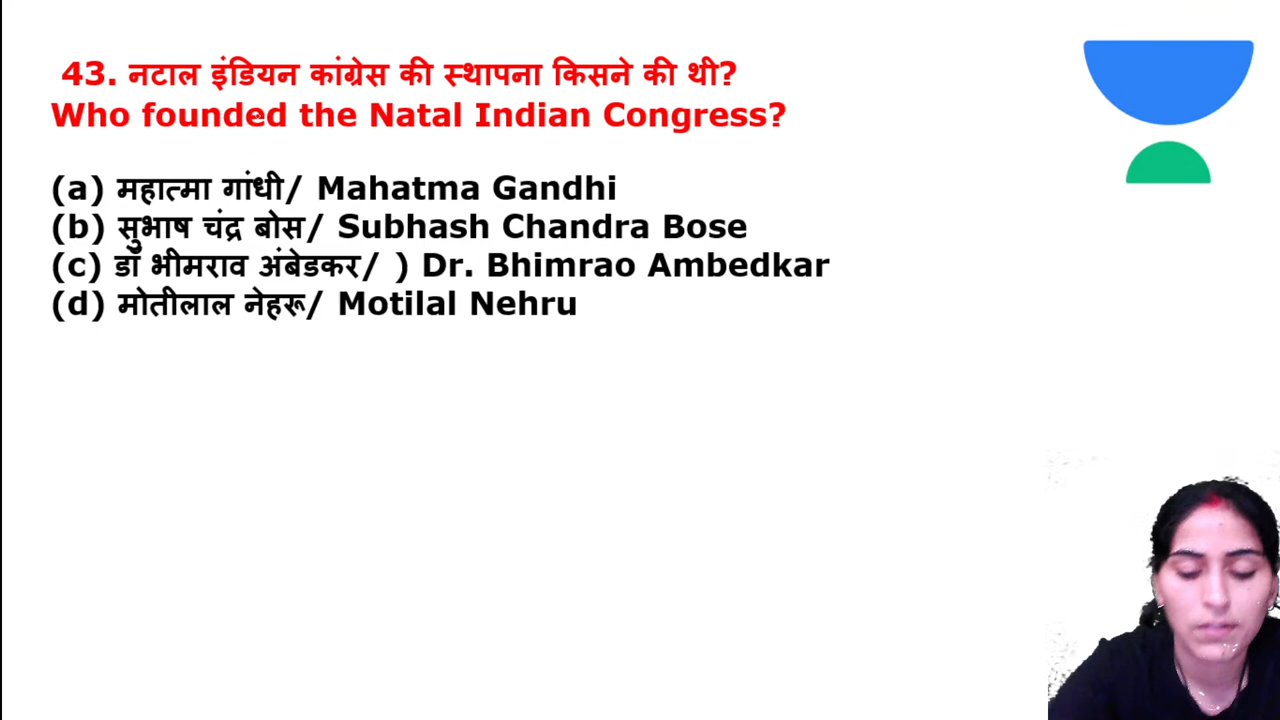 43. नटाल इंडियन कांग्रेस की स्थापना किसने की थी?
Who founded the Natal Indian Congress?
(a) महात्मा गांधी/ Mahatma Gandhi
(b) सुभाष चंद्र बोस/ Subhash Chandra Bose
(c) डॉ भीमराव अंबेडकर/ ) Dr. Bhimrao Ambedkar
(d) मोतीलाल नेहरू/ Motilal Nehru